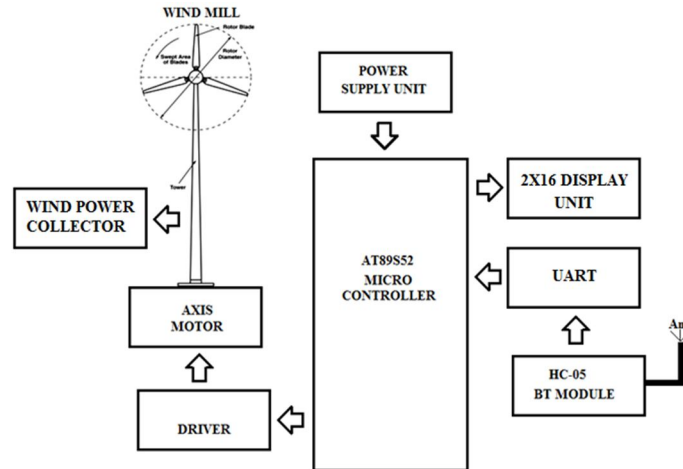 WIND MILL
Rotor Blade
Rotor
Diameter
Swept Area
of Blades
Tower
POWER
SUPPLY UNIT
WIND POWER
COLLECTOR
2X16 DISPLAY
UNIT
AT89S52
MICRO
CONTROLLER
UART
AXIS
MOTOR
HC-05
BT MODULE
DRIVER